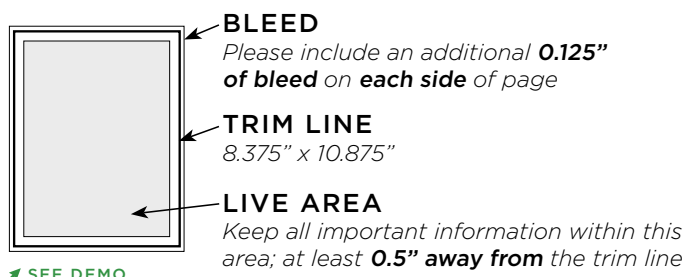 BLEED
Please include an additional 0.125”
of bleed on each side of page
TRIM LINE
8.375” x 10.875”
LIVE AREA
Keep all important information within this
area; at least 0.5” away from the trim line
SEE DEMO